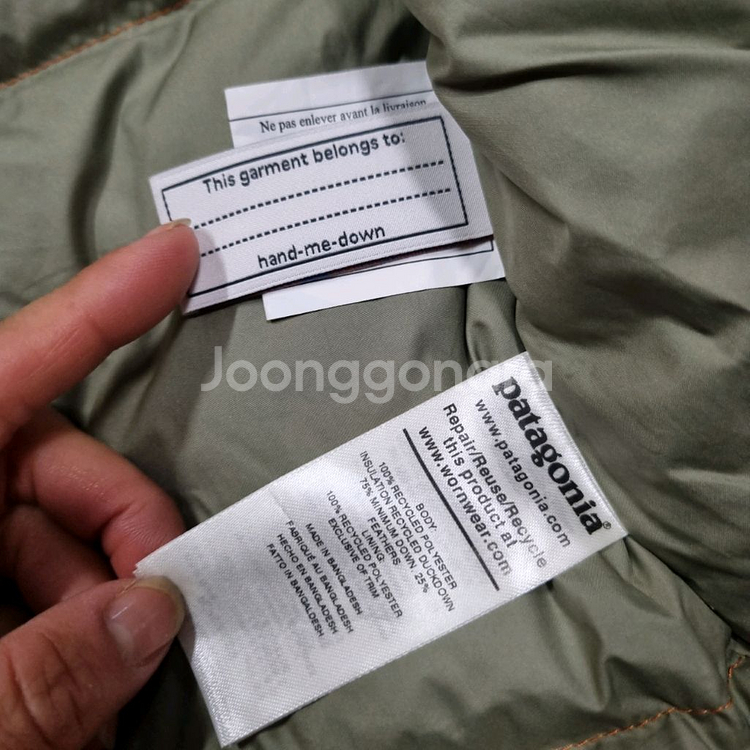 Ne pas enlever avant la livraison
This garment belongs to:
hand-me-down
Joonggonara
patagonia®
www.patagonia.com
Repair/Reuse/Recycle
this product at
www.wornwear.com
BODY:
100% RECYCLED POLYESTER
INSULATION:RECYCLED DUCKDOWN
75% MINIMUM DOWN 25%
FEATHERS
LINING:
100% RECYCLED POLYESTER
EXCLUSIVE OF TRIM
MADE IN BANGLADESH
FABRIQUÉ AU BANGLADESH
HECHO EN BANGLADESH
FATTO IN BANGALDESH